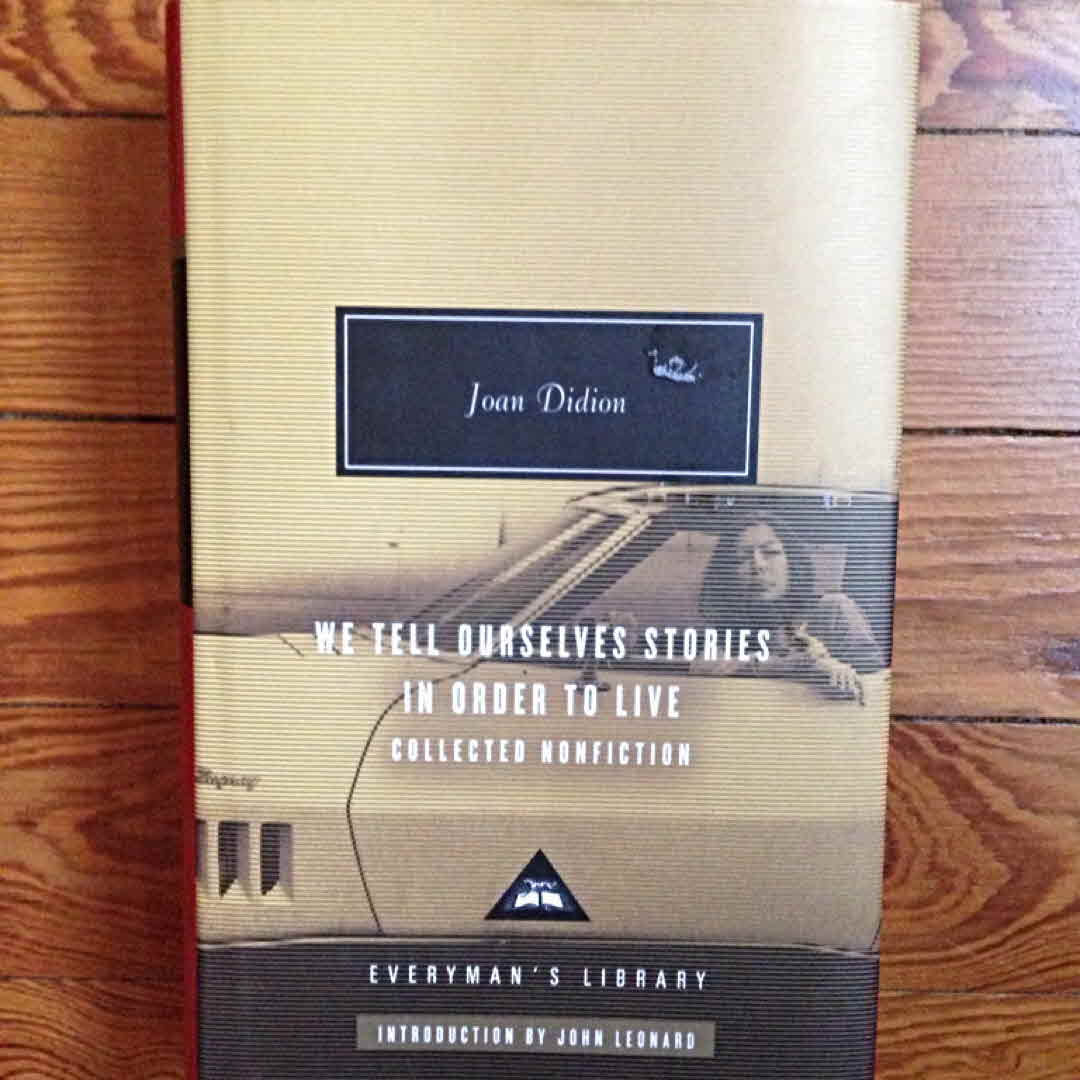 Joan Didion
WE TELL OURSELVES STORIES
IN ORDER TO LIVE
COLLECTED NONFICTION
EVERYMAN'S LIBRARY
INTRODUCTION BY JOHN LEONARD